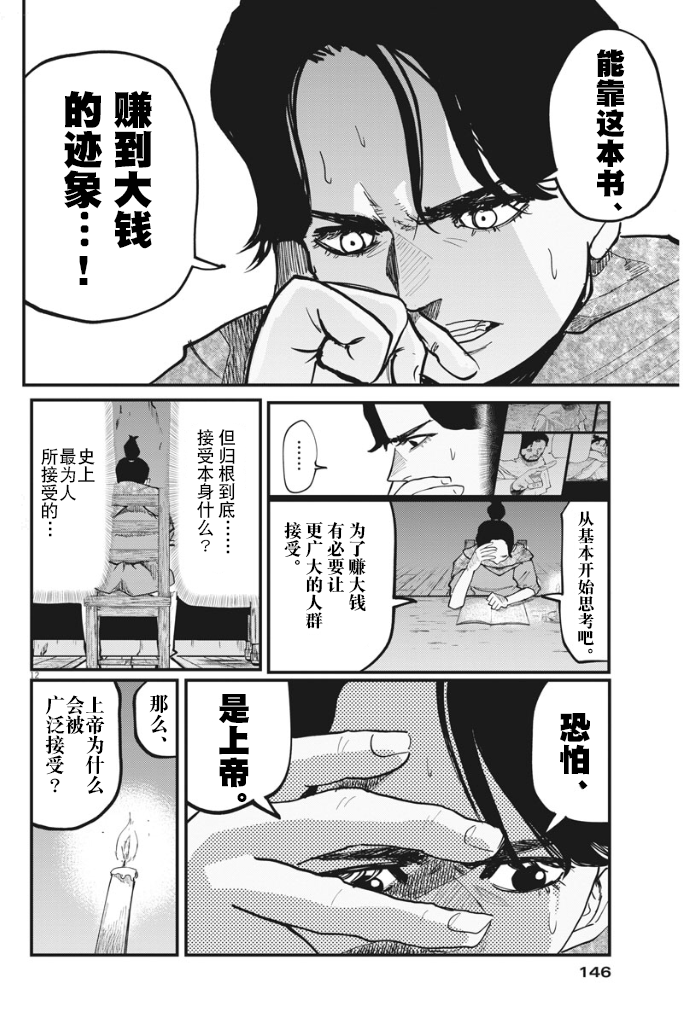 能靠这本书、
赚到大钱
的迹象…！
……
从基本开始思考吧。
为了赚大钱
有必要让
更广大的人群
接受。
但归根到底……
接受本身什么？
史上
最为人
所接受的…
12
恐怕、
是上帝。
那么、
上帝为什么
会被
广泛接受？
146